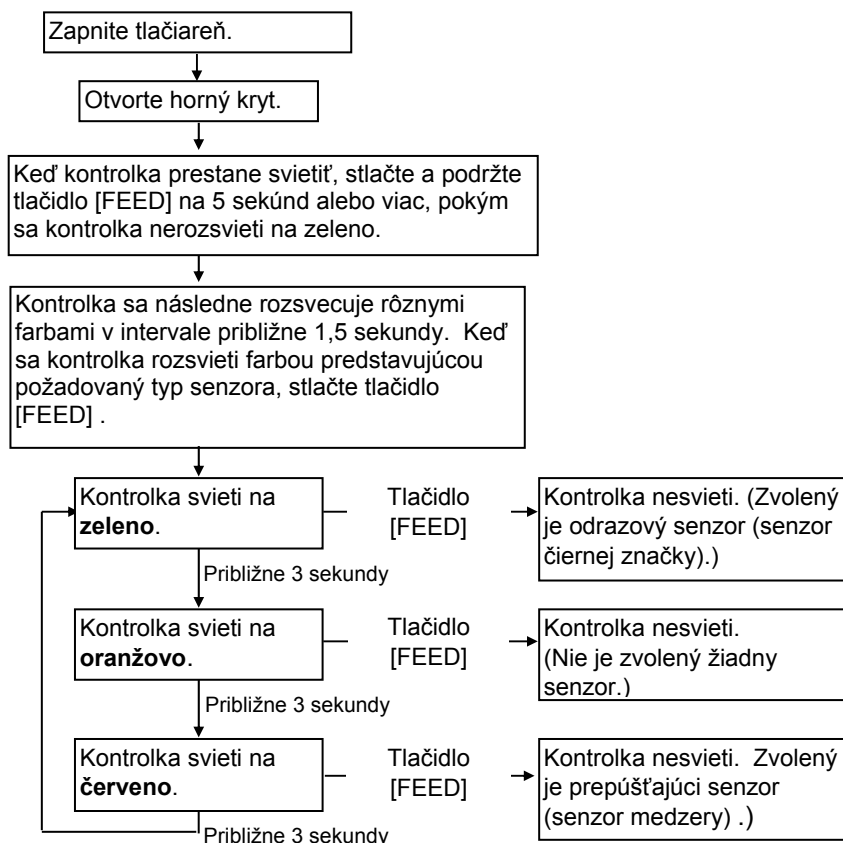 Zapnite tlačiareň.
Otvorte horný kryt.
Keď kontrolka prestane svietiť, stlačte a podržte
tlačidlo [FEED] na 5 sekúnd alebo viac, pokým
sa kontrolka nerozsvieti na zeleno.
Kontrolka sa následne rozsvecuje rôznymi
farbami v intervale približne 1,5 sekundy.  Keď
sa kontrolka rozsvieti farbou predstavujúcou
požadovaný typ senzora, stlačte tlačidlo
[FEED] .
Kontrolka svieti na
zeleno.
Tlačidlo
[FEED]
Kontrolka nesvieti. (Zvolený
je odrazový senzor (senzor
čiernej značky).)
Približne 3 sekundy
Kontrolka svieti na
oranžovo.
Tlačidlo
[FEED]
Kontrolka nesvieti.
(Nie je zvolený žiadny
senzor.)
Približne 3 sekundy
Kontrolka svieti na
červeno.
Tlačidlo
[FEED]
Kontrolka nesvieti.  Zvolený
je prepúšťajúci senzor
(senzor medzery) .)
Približne 3 sekundy